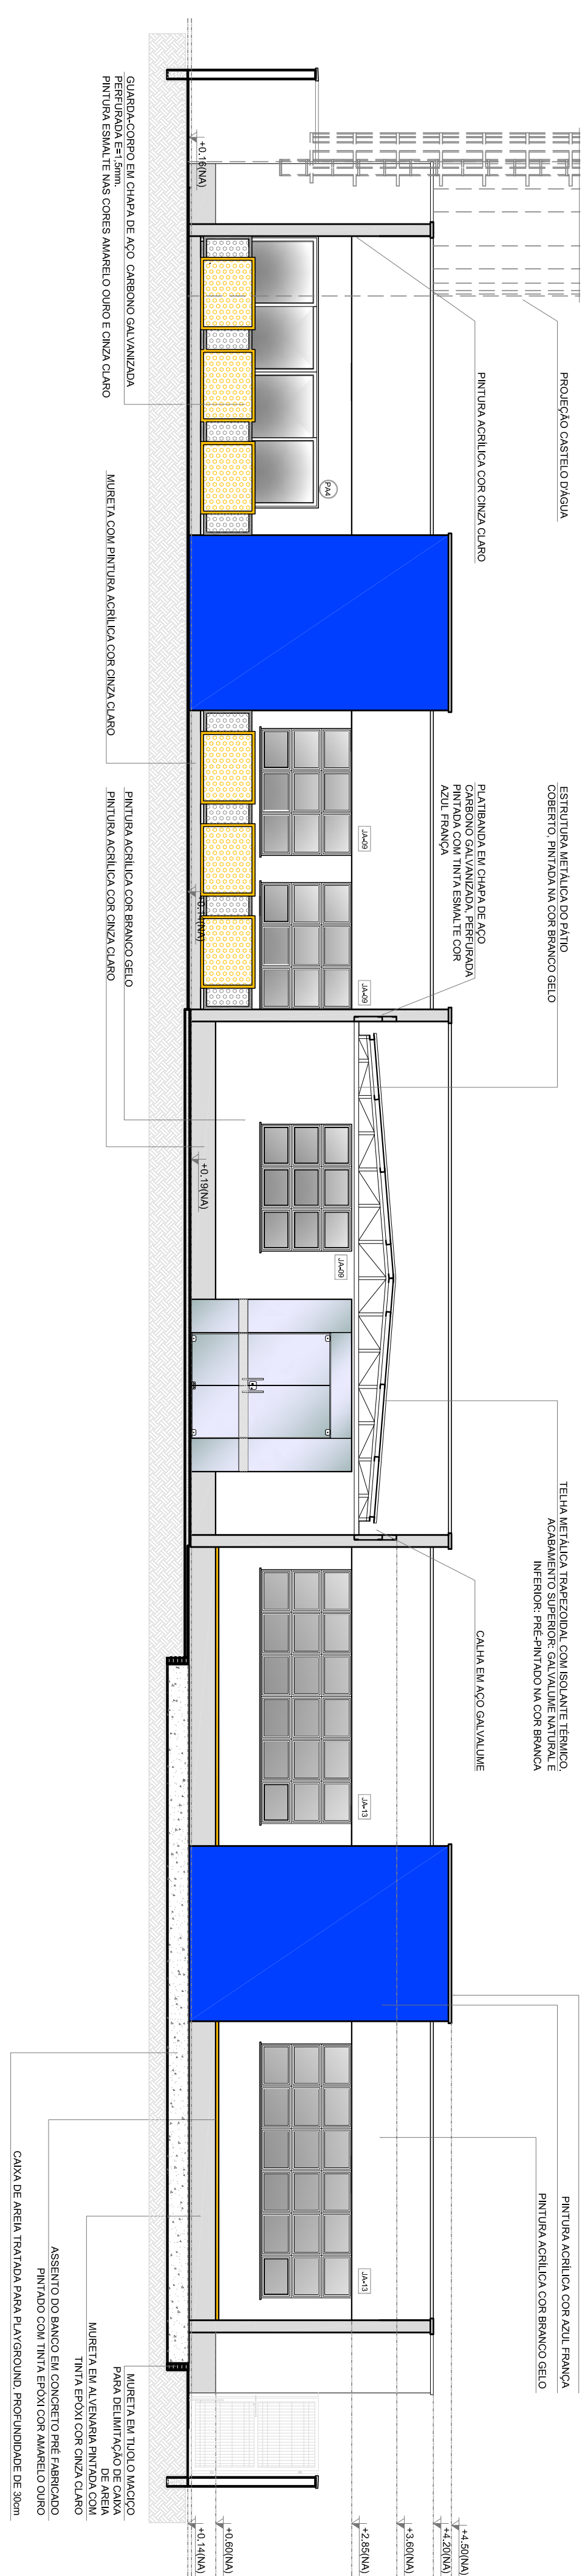 PROJEÇÃO CASTELO D'ÁGUA
PINTURA ACRÍLICA COR CINZA CLARO
ESTRUTURA METÁLICA DO PÁTIO
COBERTO, PINTADA NA COR BRANCO GELO
PLATIBANDA EM CHAPA DE AÇO
CARBONO GALVANIZADA, PERFURADA
PINTADA COM TINTA ESMALTE COR
AZUL FRANÇA
TELHA METÁLICA TRAPEZOIDAL COM ISOLANTE TÉRMICO,
ACABAMENTO SUPERIOR: GALVALUME NATURAL E
INFERIOR: PRÉ-PINTADO NA COR BRANCA
CALHA EM AÇO GALVALUME
PINTURA ACRÍLICA COR AZUL FRANÇA
PINTURA ACRÍLICA COR BRANCO GELO
+4.50(NA)
+4.20(NA)
+3.60(NA)
+2.85(NA)
+0.60(NA)
+0.14(NA)
PA4
JA-09
JA-09
JA-09
JA-13
JA-13
+0.16(NA)
+0.14(NA)
+0.19(NA)
GUARDA-CORPO EM CHAPA DE AÇO CARBONO GALVANIZADA
PERFURADA E=1,5mm.
PINTURA ESMALTE NAS CORES AMARELO OURO E CINZA CLARO
MURETA COM PINTURA ACRÍLICA COR CINZA CLARO
PINTURA ACRÍLICA COR BRANCO GELO
PINTURA ACRÍLICA COR CINZA CLARO
MURETA EM TIJOLO MACIÇO
PARA DELIMITAÇÃO DE CAIXA
DE AREIA
MURETA EM ALVENARIA PINTADA COM
TINTA EPÓXI COR CINZA CLARO
ASSENTO DO BANCO EM CONCRETO PRÉ FABRICADO
PINTADO COM TINTA EPÓXI COR AMARELO OURO
CAIXA DE AREIA TRATADA PARA PLAYGROUND, PROFUNDIDADE DE 30cm